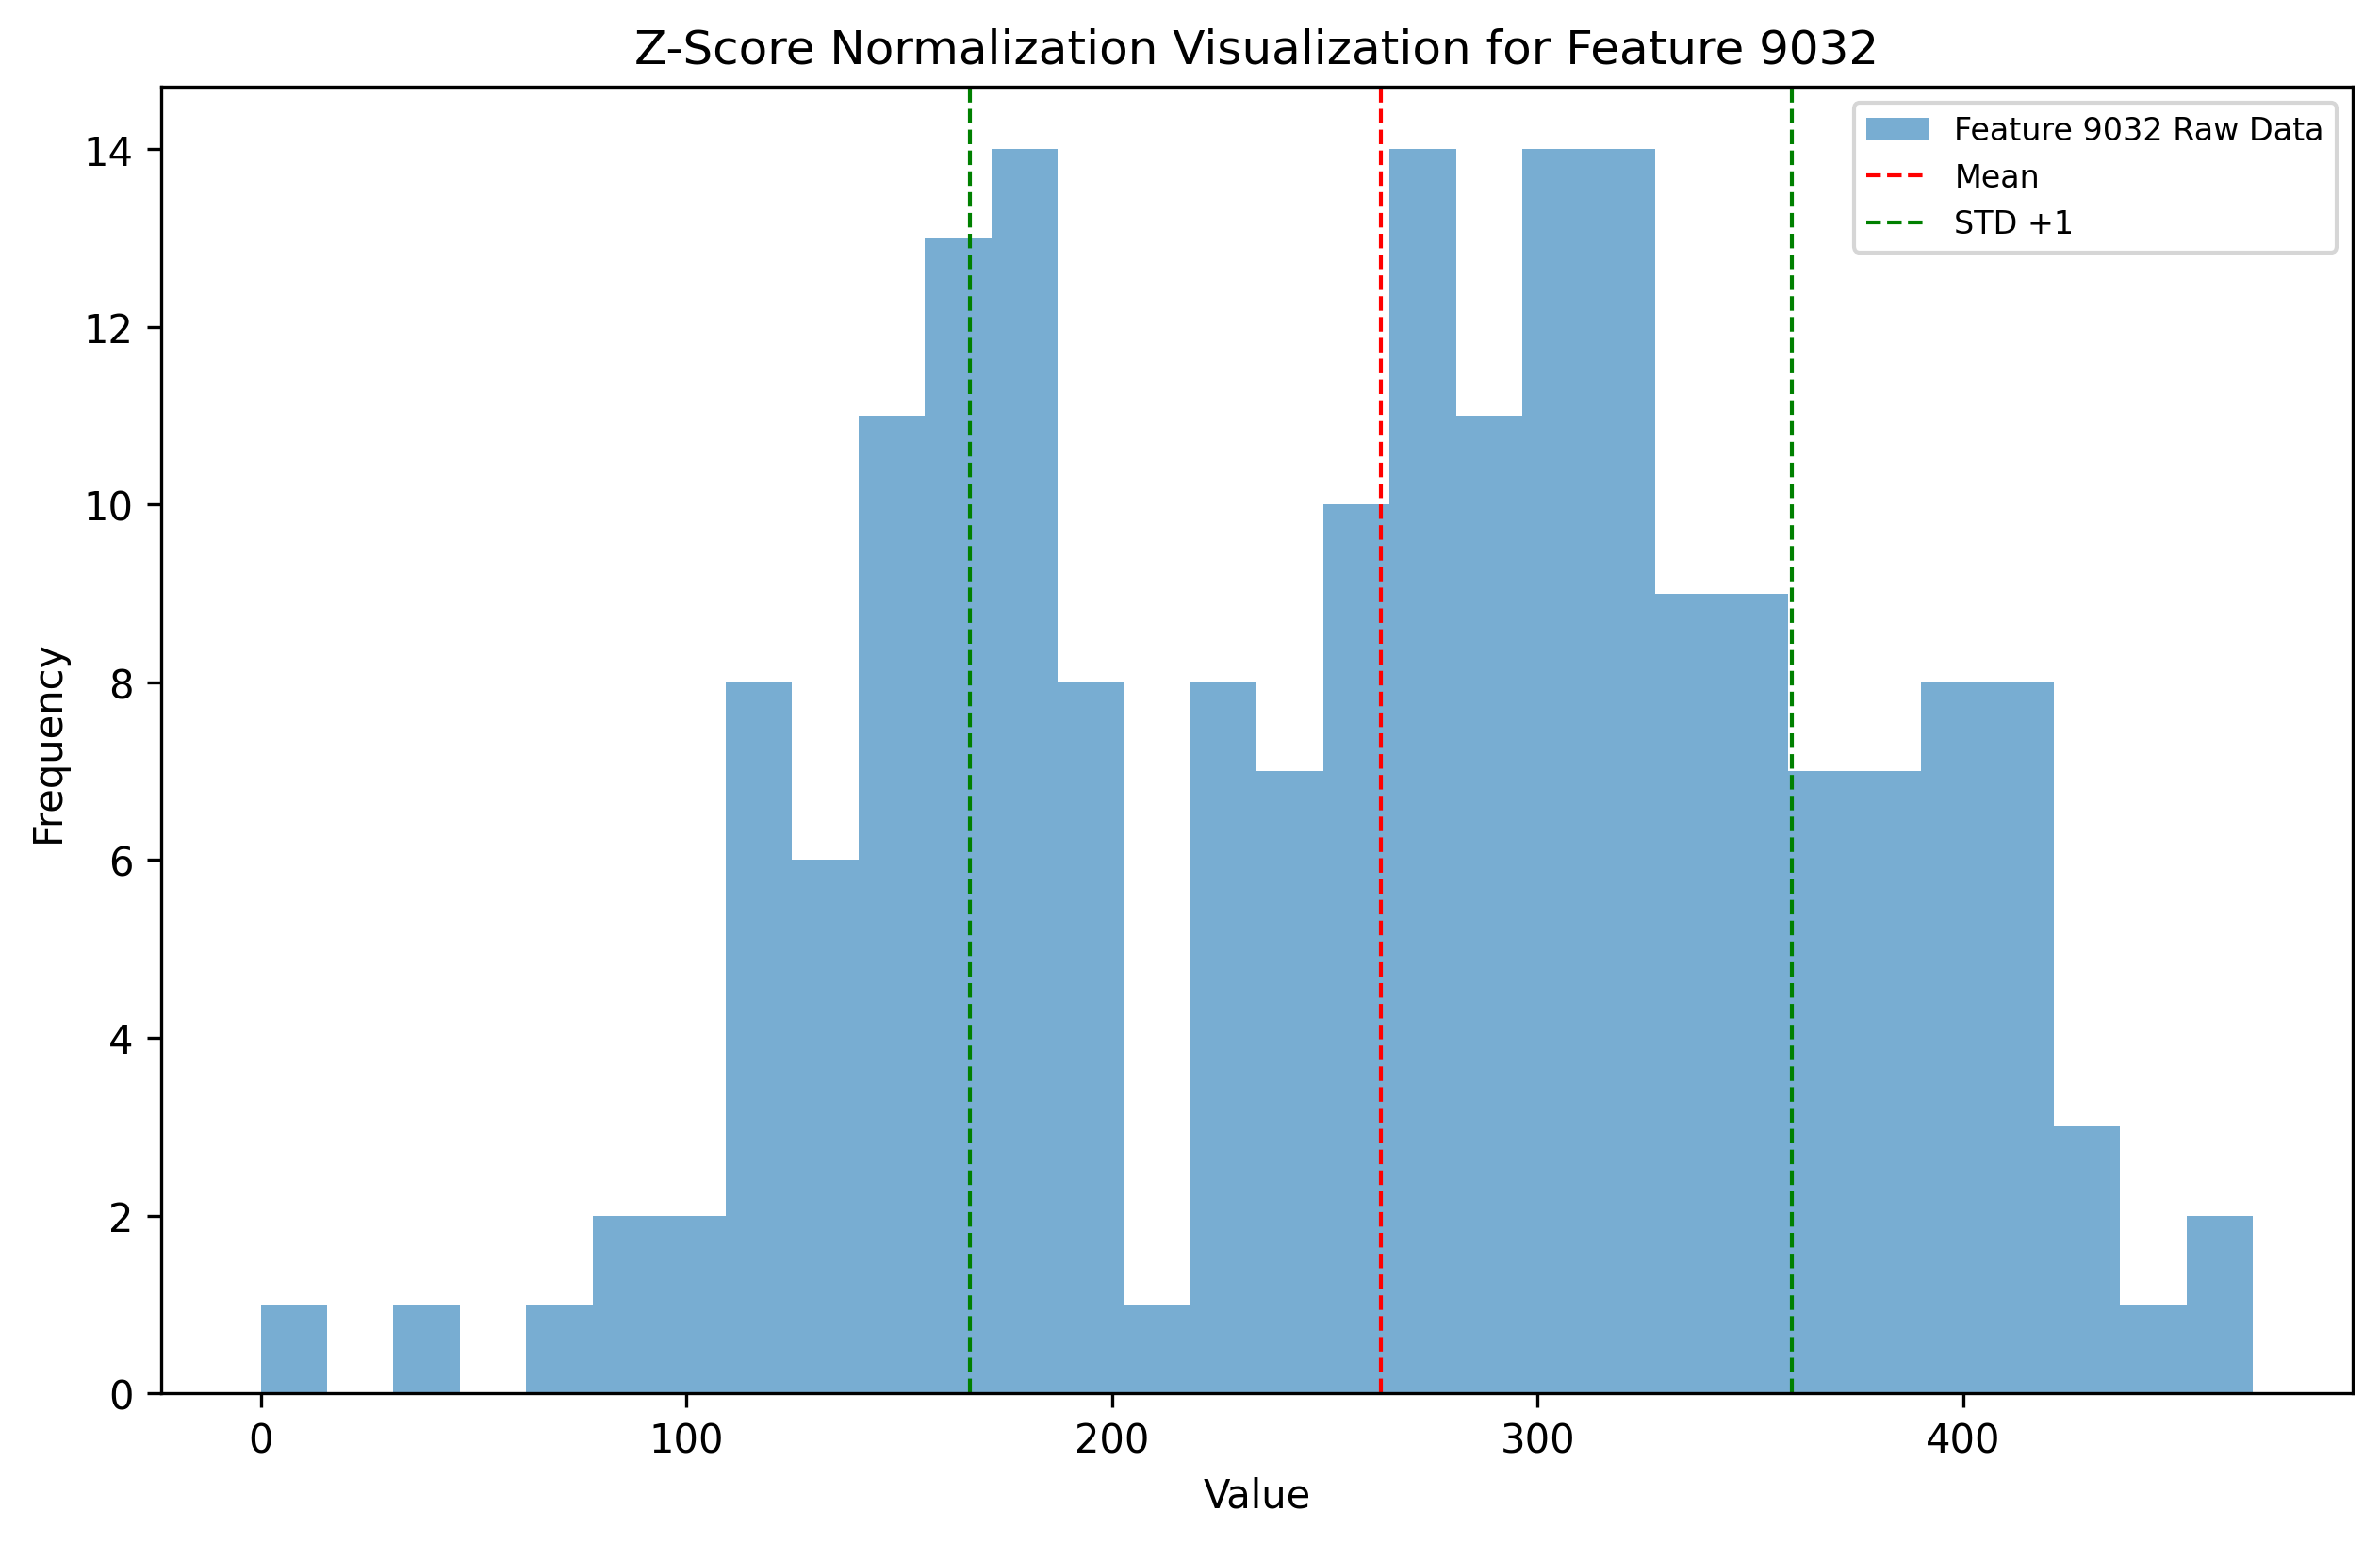 Z-Score Normalization Visualization for Feature 9032
Feature 9032 Raw Data
Mean
STD +1
14
12
10
8
6
4
2
0
Frequency
0 100 200 300 400
Value